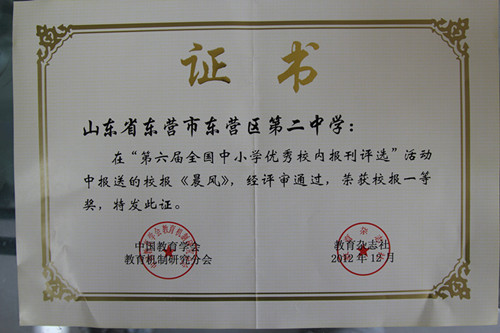 证书
山东省东营市东营区第二中学：
在“第六届全国中小学优秀校内报刊评选”活动
中报送的校报《晨风》，经评审通过，荣获校报一等
奖，特发此证。
中国教育学会
教育机制研究分会
教育杂志社
2012年12月